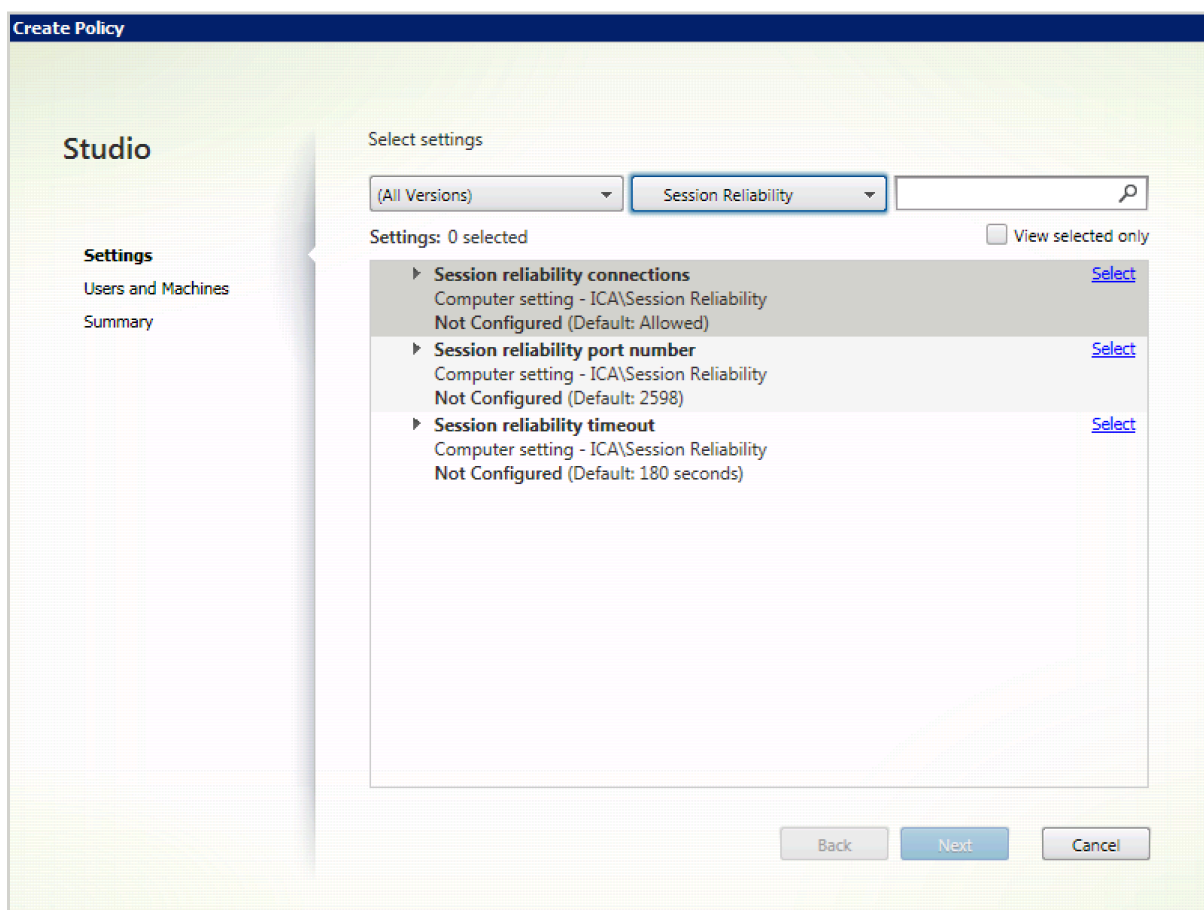 Create Policy
Studio
Settings
Users and Machines
Summary
Select settings
(All Versions)
Session Reliability
Settings: 0 selected
View selected only
Session reliability connections
Select
Computer setting - ICA\Session Reliability
Not Configured (Default: Allowed)
Session reliability port number
Select
Computer setting - ICA\Session Reliability
Not Configured (Default: 2598)
Session reliability timeout
Select
Computer setting - ICA\Session Reliability
Not Configured (Default: 180 seconds)
Back
Next
Cancel